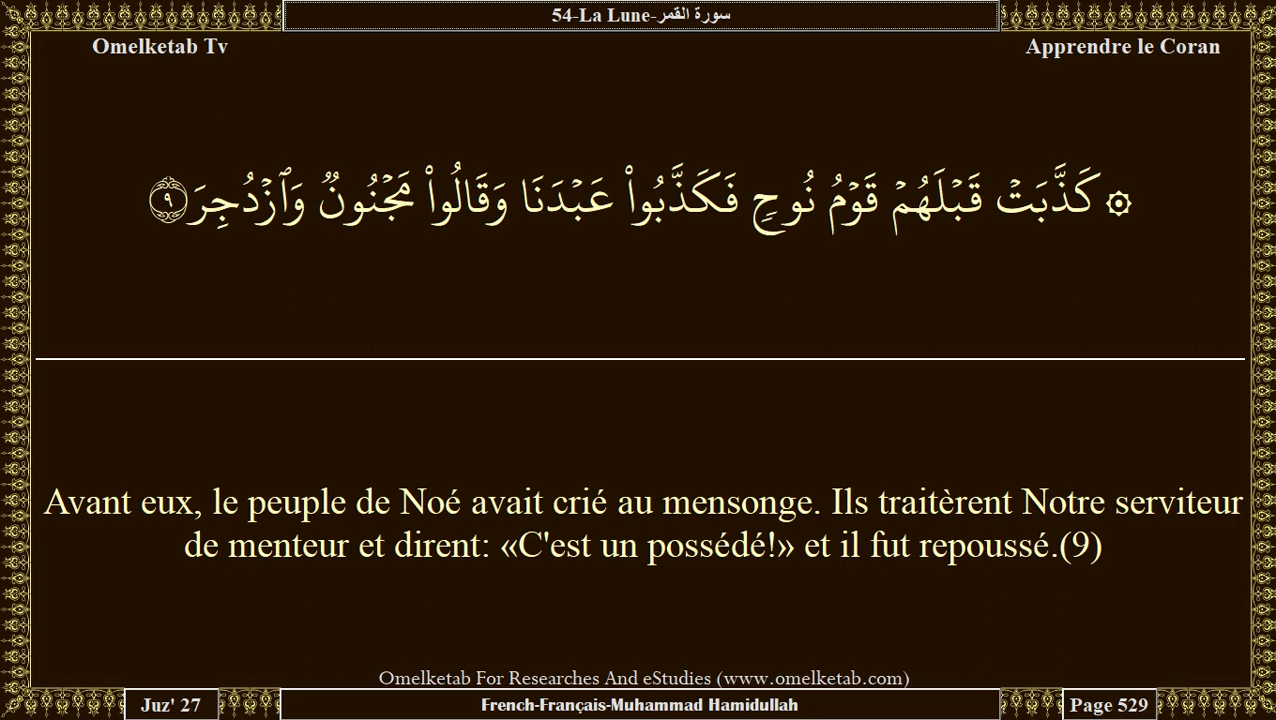 54-La Lune-سورة القمر
Omelketab Tv
Apprendre le Coran
۞ كَذَّبَتۡ قَبۡلَهُمۡ قَوۡمُ نُوحٖ فَكَذَّبُواْ عَبۡدَنَا وَقَالُواْ مَجۡنُونٞ وَٱزۡدُجِرَ ٩
Avant eux, le peuple de Noé avait crié au mensonge. Ils traitèrent Notre serviteur
de menteur et dirent: «C'est un possédé!» et il fut repoussé.(9)
Omelketab For Researches And eStudies (www.omelketab.com)
Juz' 27
French-Français-Muhammad Hamidullah
Page 529